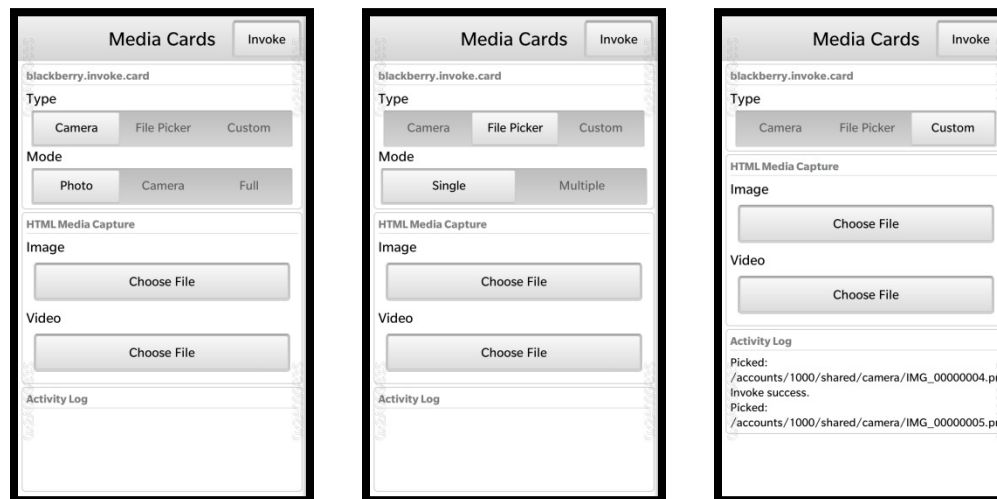 Media Cards Invoke
blackberry.invoke.card
Type
Camera File Picker Custom
Mode
Photo Camera Full
HTML Media Capture
Image
Choose File
Video
Choose File
Activity Log
Media Cards Invoke
blackberry.invoke.card
Type
Camera File Picker Custom
Mode
Single Multiple
HTML Media Capture
Image
Choose File
Video
Choose File
Activity Log
Media Cards Invoke
blackberry.invoke.card
Type
Camera File Picker Custom
HTML Media Capture
Image
Choose File
Video
Choose File
Activity Log
Picked:
/accounts/1000/shared/camera/IMG_00000004.pn
Invoke success.
Picked:
/accounts/1000/shared/camera/IMG_00000005.pn